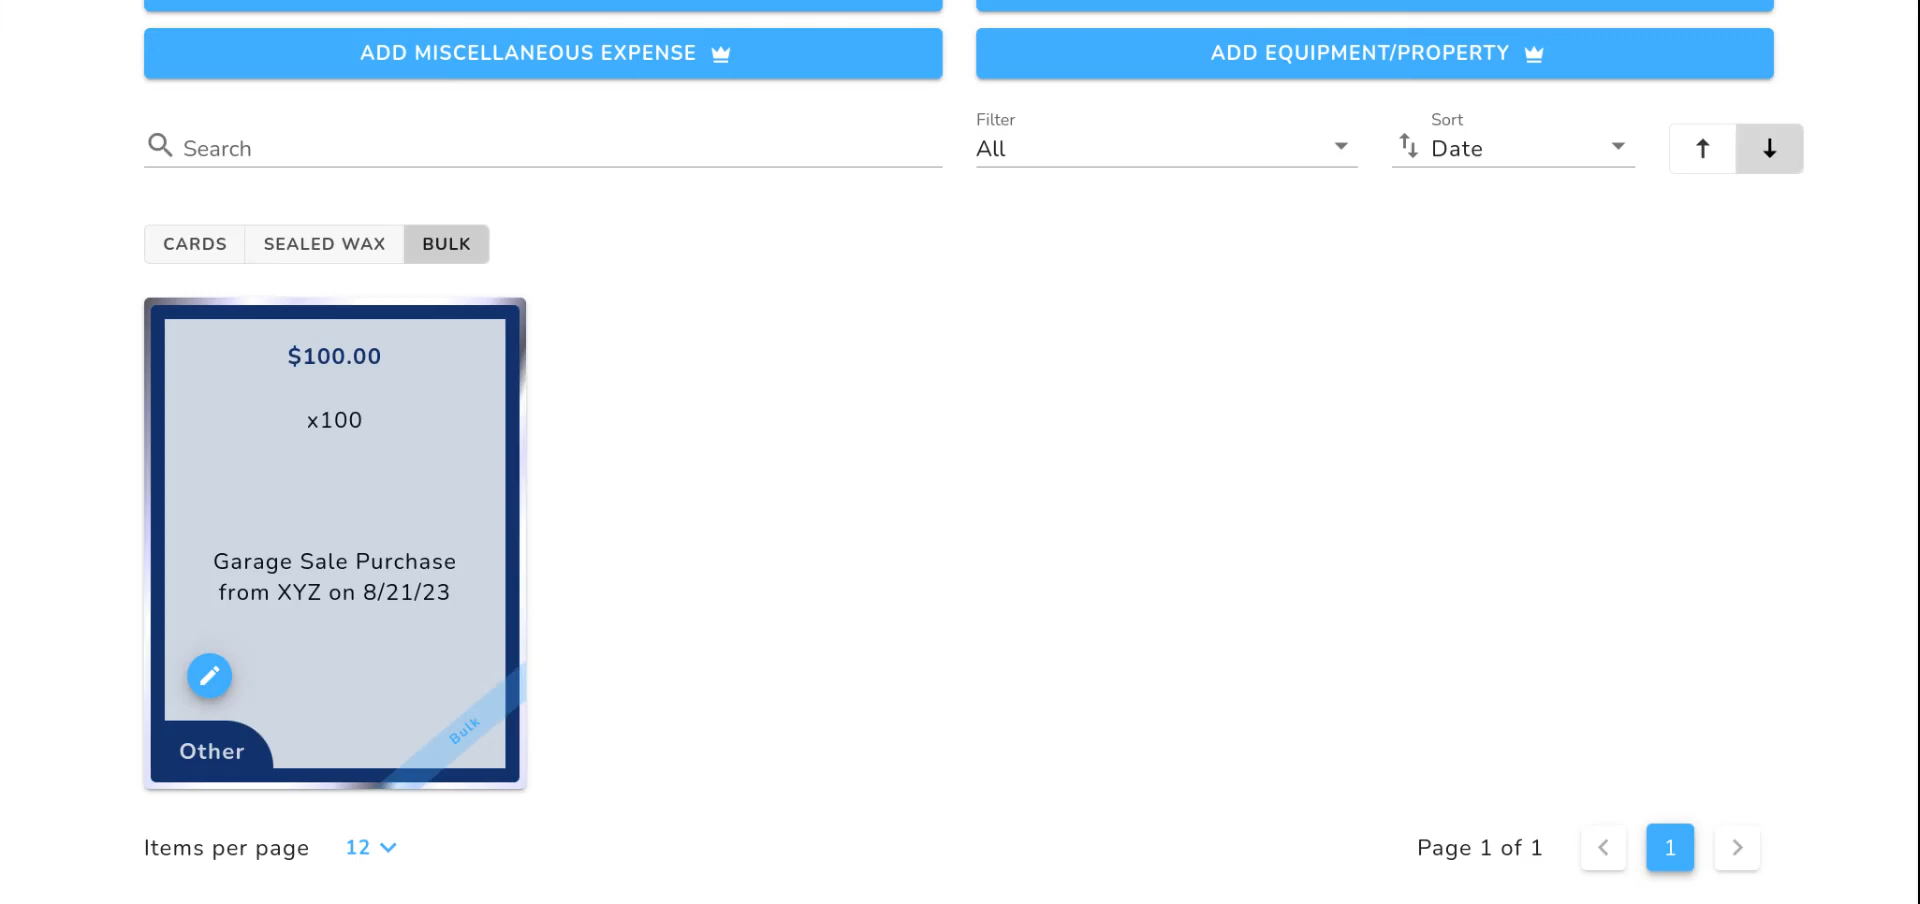 ADD MISCELLANEOUS EXPENSE
ADD EQUIPMENT/PROPERTY
Search
Filter
All
Sort
Date
CARDS
SEALED WAX
BULK
$100.00
x100
Garage Sale Purchase
from XYZ on 8/21/23
Bulk
Other
Items per page 12
Page 1 of 1
1